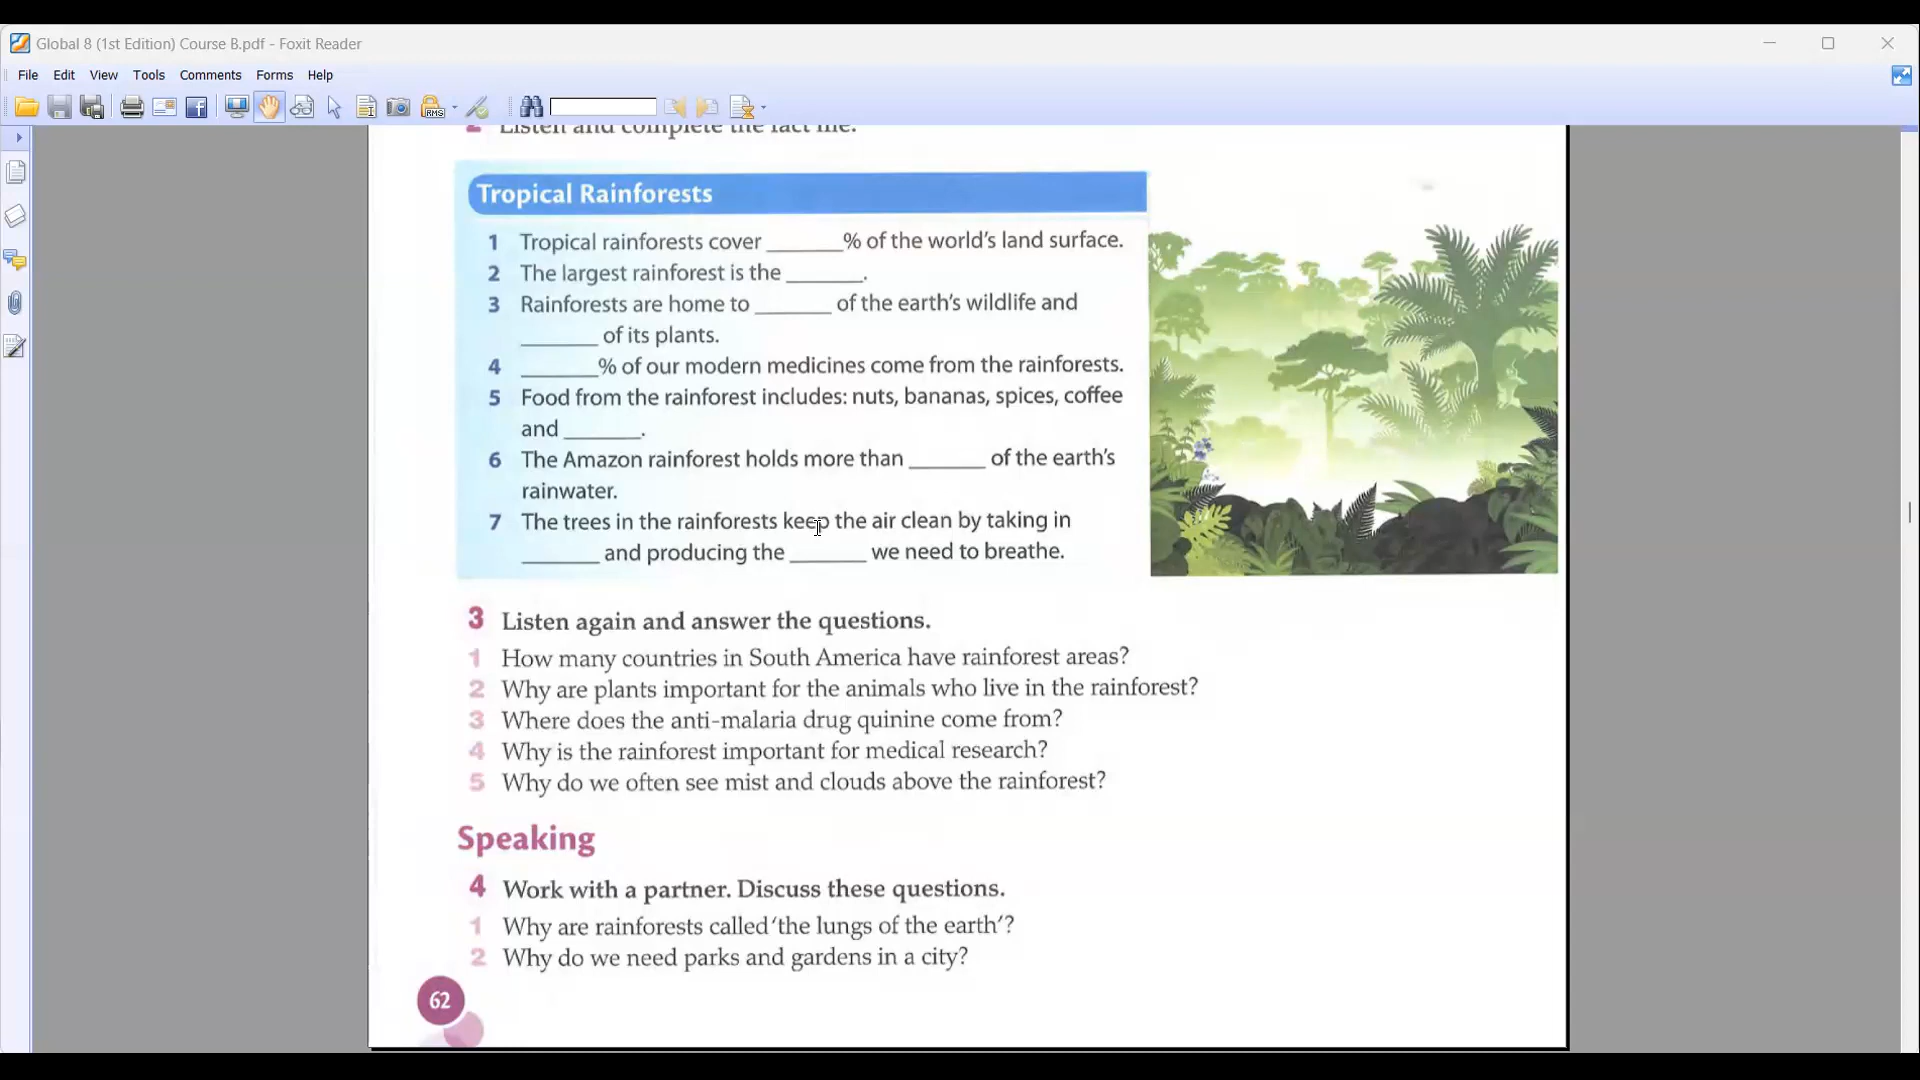 Global 8 (1st Edition) Course B.pdf - Foxit Reader
File Edit View Tools Comments Forms Help
RMS
2 Listen and complete the fact file.
Tropical Rainforests
1 Tropical rainforests cover _______% of the world's land surface.
2 The largest rainforest is the _______.
3 Rainforests are home to _______ of the earth's wildlife and
_______ of its plants.
4 _______% of our modern medicines come from the rainforests.
5 Food from the rainforest includes: nuts, bananas, spices, coffee
and _______.
6 The Amazon rainforest holds more than _______ of the earth's
rainwater.
7 The trees in the rainforests keep the air clean by taking in
_______ and producing the _______ we need to breathe.
3 Listen again and answer the questions.
1 How many countries in South America have rainforest areas?
2 Why are plants important for the animals who live in the rainforest?
3 Where does the anti-malaria drug quinine come from?
4 Why is the rainforest important for medical research?
5 Why do we often see mist and clouds above the rainforest?
Speaking
4 Work with a partner. Discuss these questions.
1 Why are rainforests called 'the lungs of the earth'?
2 Why do we need parks and gardens in a city?
62